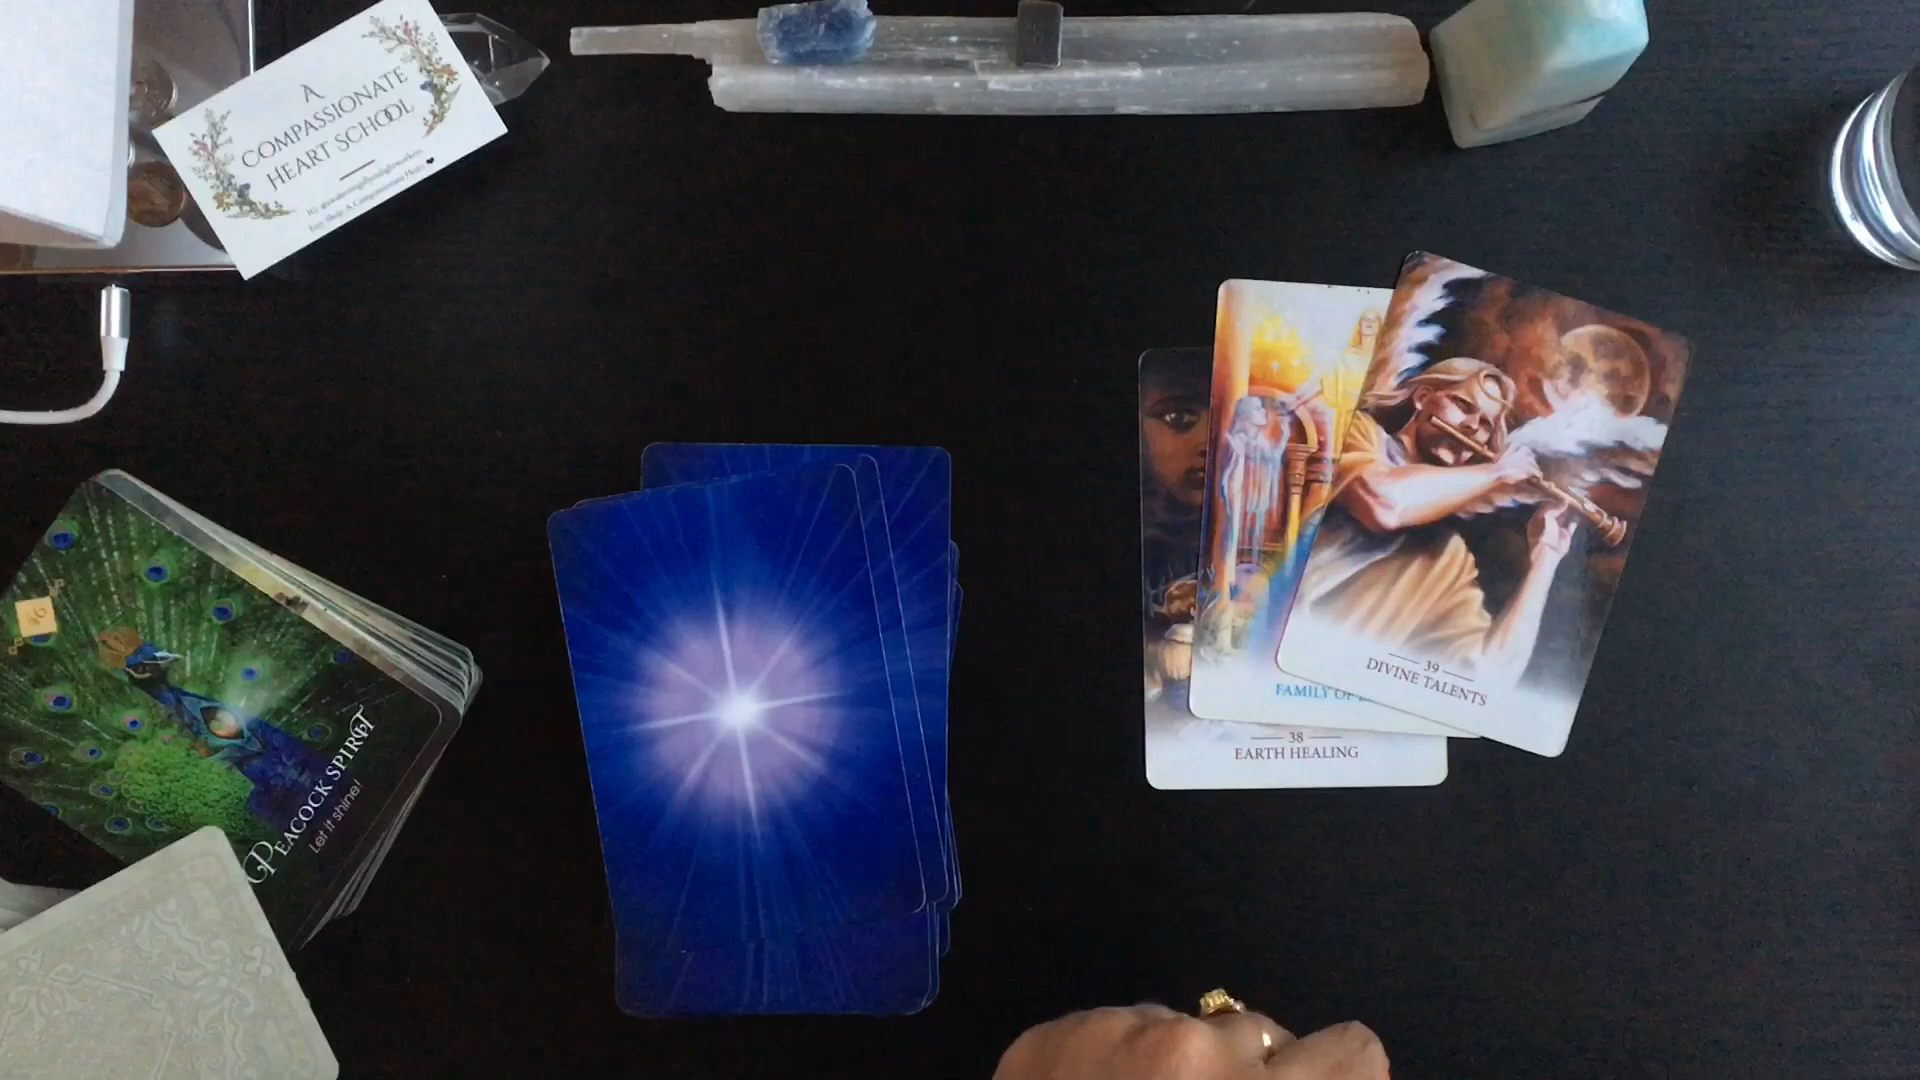 A
COMPASSIONATE
HEART SCHOOL
PEACOCK SPIRIT
Let it shine!
39
DIVINE TALENTS
FAMILY OF
38
EARTH HEALING